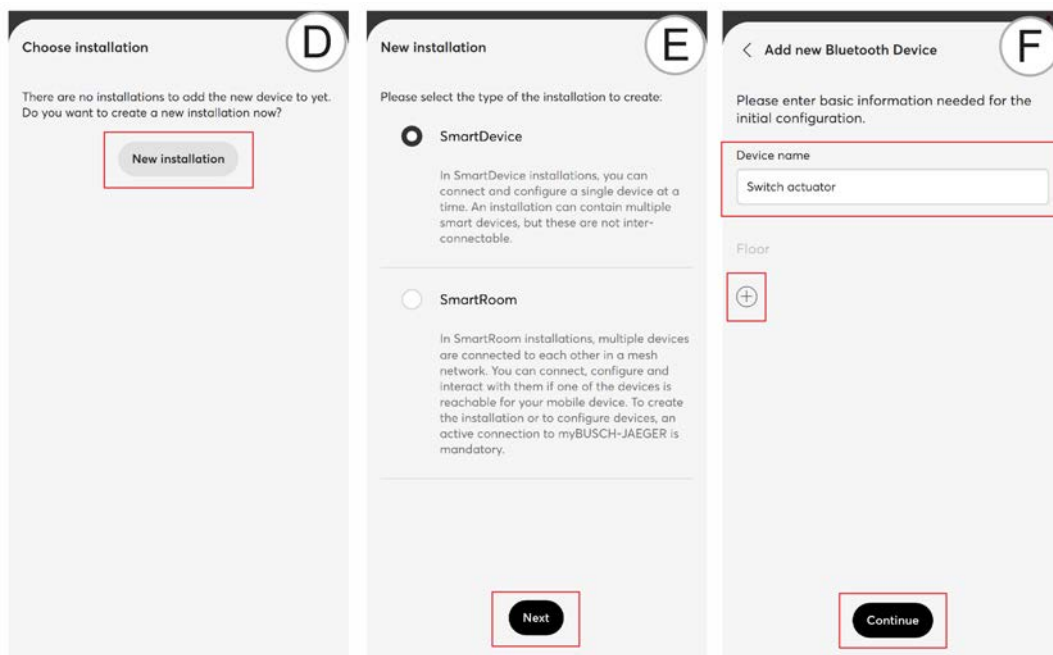 Choose installation
D
There are no installations to add the new device to yet.
Do you want to create a new installation now?
New installation
New installation
E
Please select the type of the installation to create:
SmartDevice
In SmartDevice installations, you can
connect and configure a single device at a
time. An installation can contain multiple
smart devices, but these are not inter-
connectable.
SmartRoom
In SmartRoom installations, multiple devices
are connected to each other in a mesh
network. You can connect, configure and
interact with them if one of the devices is
reachable for your mobile device. To create
the installation or to configure devices, an
active connection to myBUSCH-JAEGER is
mandatory.
Next
Add new Bluetooth Device
F
Please enter basic information needed for the
initial configuration.
Device name
Switch actuator
Floor
Continue